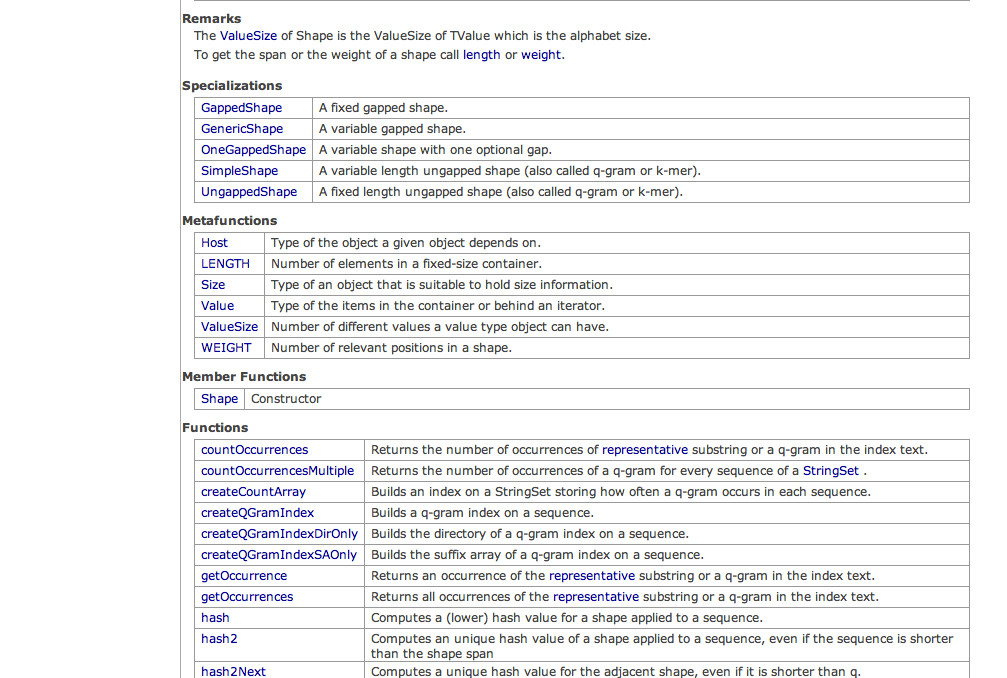 Remarks
The ValueSize of Shape is the ValueSize of TValue which is the alphabet size.
To get the span or the weight of a shape call length or weight.
Specializations
GappedShape A fixed gapped shape.
GenericShape A variable gapped shape.
OneGappedShape A variable shape with one optional gap.
SimpleShape A variable length ungapped shape (also called q-gram or k-mer).
UngappedShape A fixed length ungapped shape (also called q-gram or k-mer).
Metafunctions
Host Type of the object a given object depends on.
LENGTH Number of elements in a fixed-size container.
Size Type of an object that is suitable to hold size information.
Value Type of the items in the container or behind an iterator.
ValueSize Number of different values a value type object can have.
WEIGHT Number of relevant positions in a shape.
Member Functions
Shape Constructor
Functions
countOccurrences Returns the number of occurrences of representative substring or a q-gram in the index text.
countOccurrencesMultiple Returns the number of occurrences of a q-gram for every sequence of a StringSet .
createCountArray Builds an index on a StringSet storing how often a q-gram occurs in each sequence.
createQGramIndex Builds a q-gram index on a sequence.
createQGramIndexDirOnly Builds the directory of a q-gram index on a sequence.
createQGramIndexSAOnly Builds the suffix array of a q-gram index on a sequence.
getOccurrence Returns an occurrence of the representative substring or a q-gram in the index text.
getOccurrences Returns all occurrences of the representative substring or a q-gram in the index text.
hash Computes a (lower) hash value for a shape applied to a sequence.
hash2 Computes an unique hash value of a shape applied to a sequence, even if the sequence is shorter
than the shape span
hash2Next Computes a unique hash value for the adjacent shape, even if it is shorter than q.